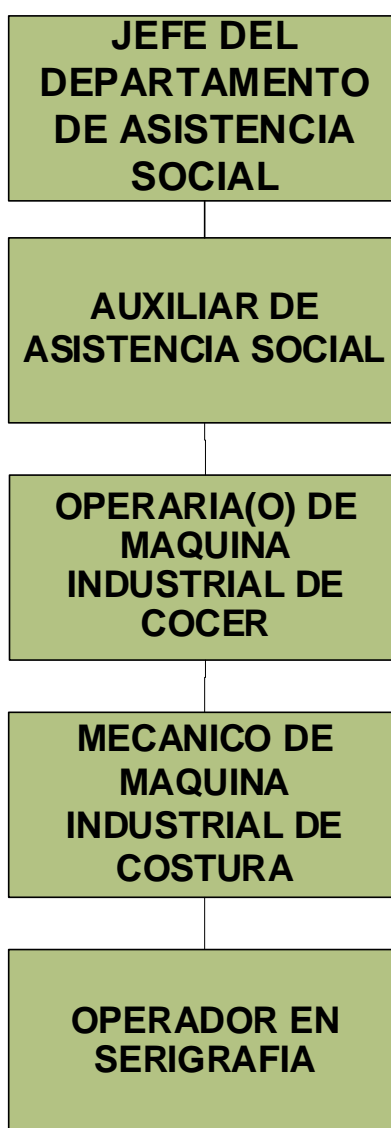 JEFE DEL
DEPARTAMENTO
DE ASISTENCIA
SOCIAL
AUXILIAR DE
ASISTENCIA SOCIAL
OPERARIA(O) DE
MAQUINA
INDUSTRIAL DE
COCER
MECANICO DE
MAQUINA
INDUSTRIAL DE
COSTURA
OPERADOR EN
SERIGRAFIA